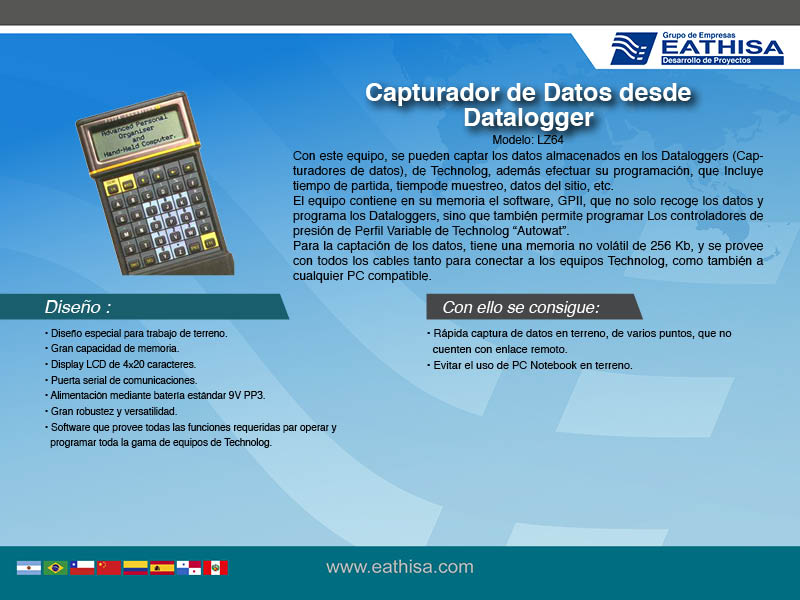 Grupo de Empresas
EATHISA
Desarrollo de Proyectos
Capturador de Datos desde
Datalogger
Modelo: LZ64
Advanced Personal
Organiser
and
Hand-Held Computer.
Con este equipo, se pueden captar los datos almacenados en los Dataloggers (Cap-
turadores de datos), de Technolog, además efectuar su programación, que Incluye
tiempo de partida, tiempode muestreo, datos del sitio, etc.
El equipo contiene en su memoria el software, GPII, que no solo recoge los datos y
programa los Dataloggers, sino que también permite programar Los controladores de
presión de Perfil Variable de Technolog “Autowat”.
Para la captación de los datos, tiene una memoria no volátil de 256 Kb, y se provee
con todos los cables tanto para conectar a los equipos Technolog, como también a
cualquier PC compatible.
Diseño :
· Diseño especial para trabajo de terreno.
· Gran capacidad de memoria.
· Display LCD de 4x20 caracteres.
· Puerta serial de comunicaciones.
· Alimentación mediante batería estándar 9V PP3.
· Gran robustez y versatilidad.
· Software que provee todas las funciones requeridas par operar y
programar toda la gama de equipos de Technolog.
Con ello se consigue:
· Rápida captura de datos en terreno, de varios puntos, que no
cuenten con enlace remoto.
· Evitar el uso de PC Notebook en terreno.
www.eathisa.com